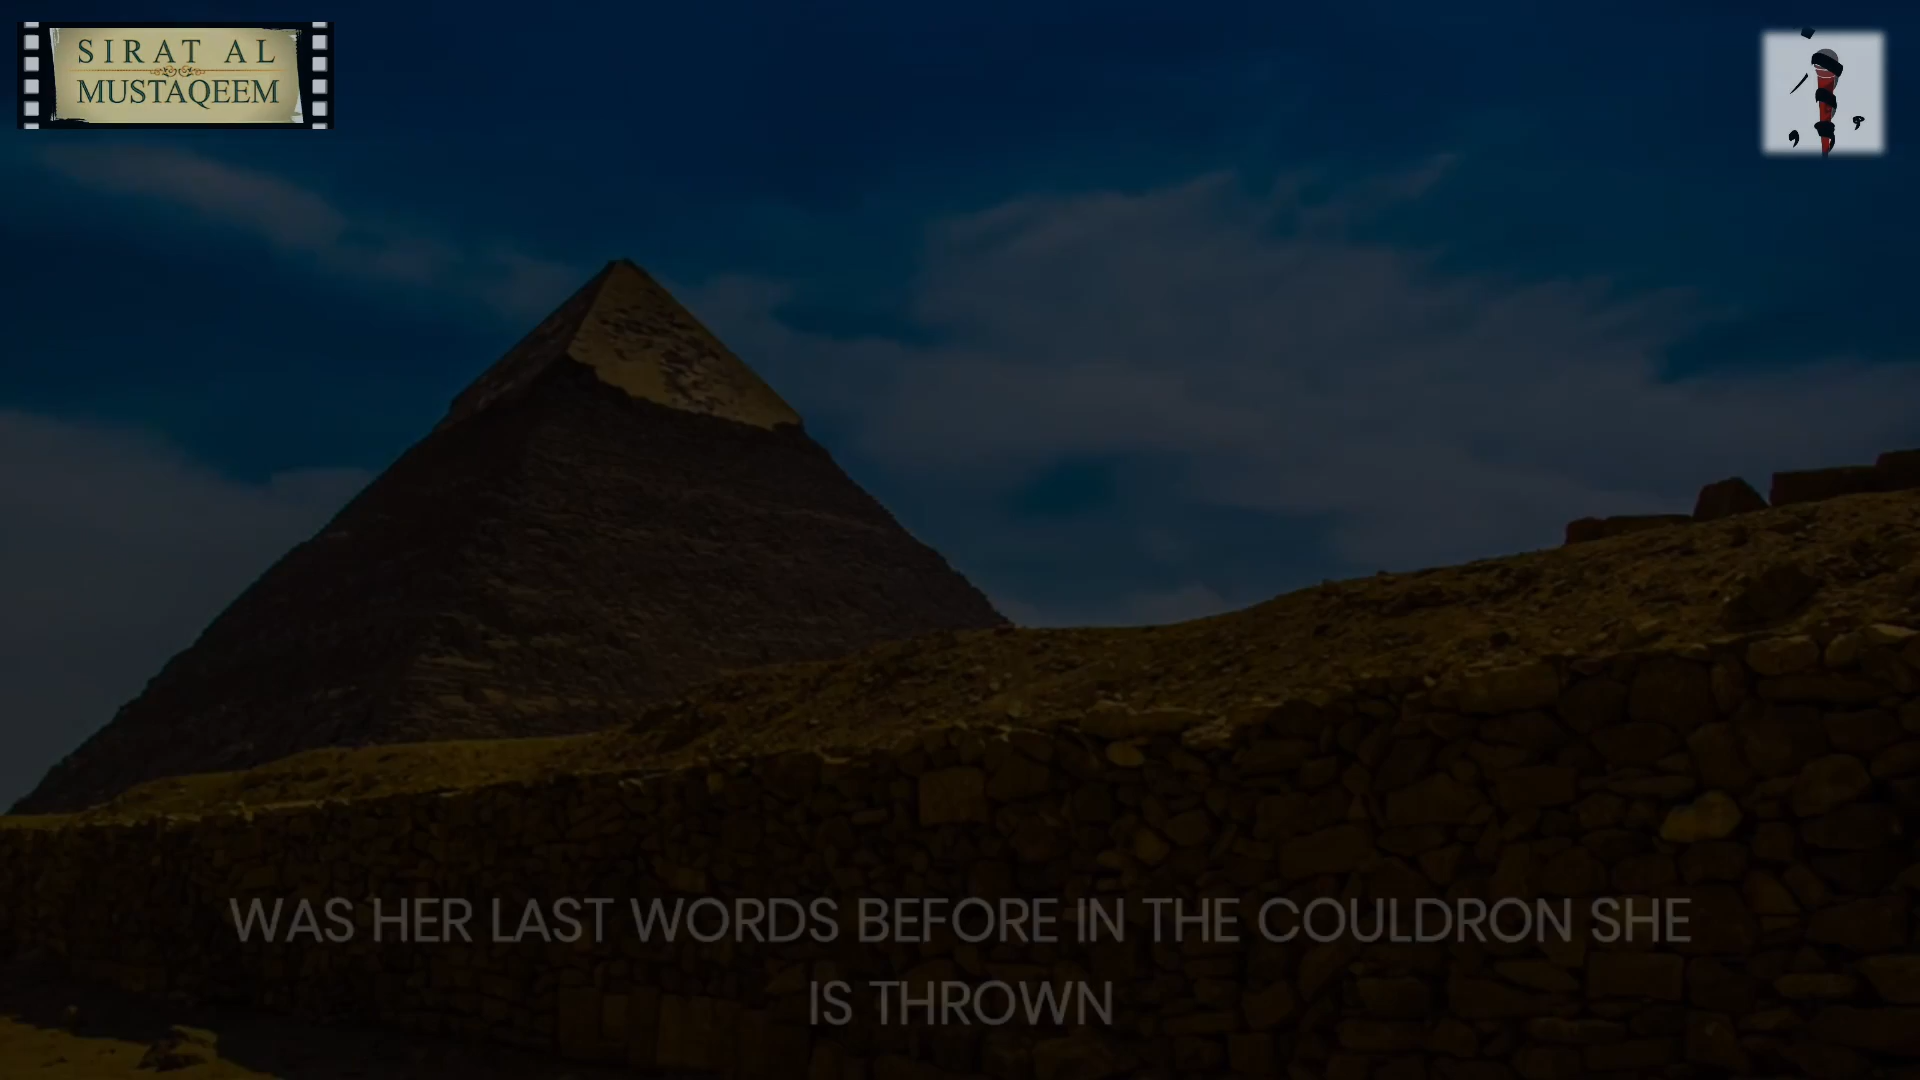 SIRAT AL
MUSTAQEEM
WAS HER LAST WORDS BEFORE IN THE COULDRON SHE
IS THROWN